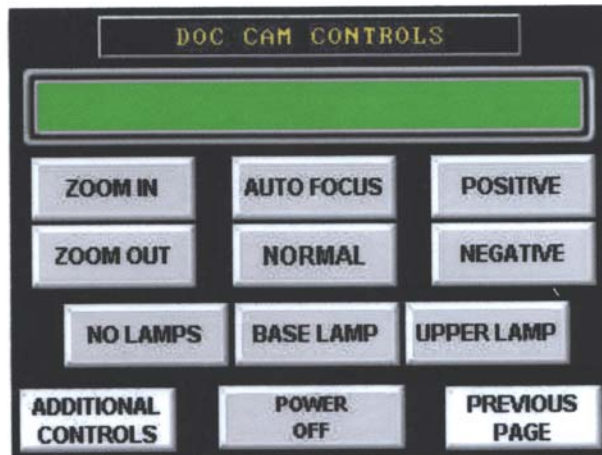 DOC CAM CONTROLS
ZOOM IN AUTO FOCUS POSITIVE
ZOOM OUT NORMAL NEGATIVE
NO LAMPS BASE LAMP UPPER LAMP
ADDITIONAL CONTROLS
POWER OFF
PREVIOUS PAGE